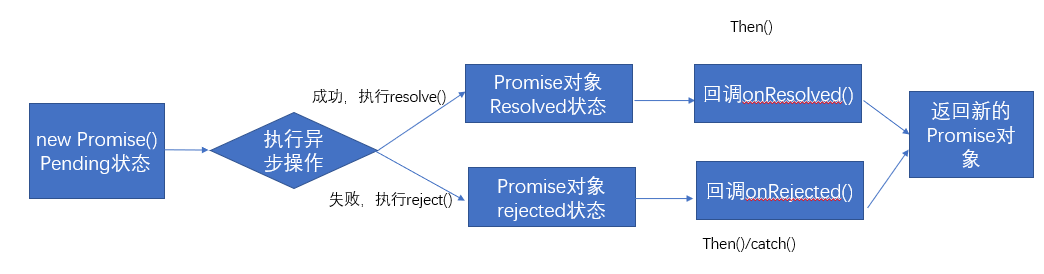 Then()
new Promise()
Pending状态
执行异
步操作
成功，执行resolve()
Promise对象
Resolved状态
回调onResolved()
失败，执行reject()
Promise对象
rejected状态
回调onRejected()
Then()/catch()
返回新的
Promise对
象